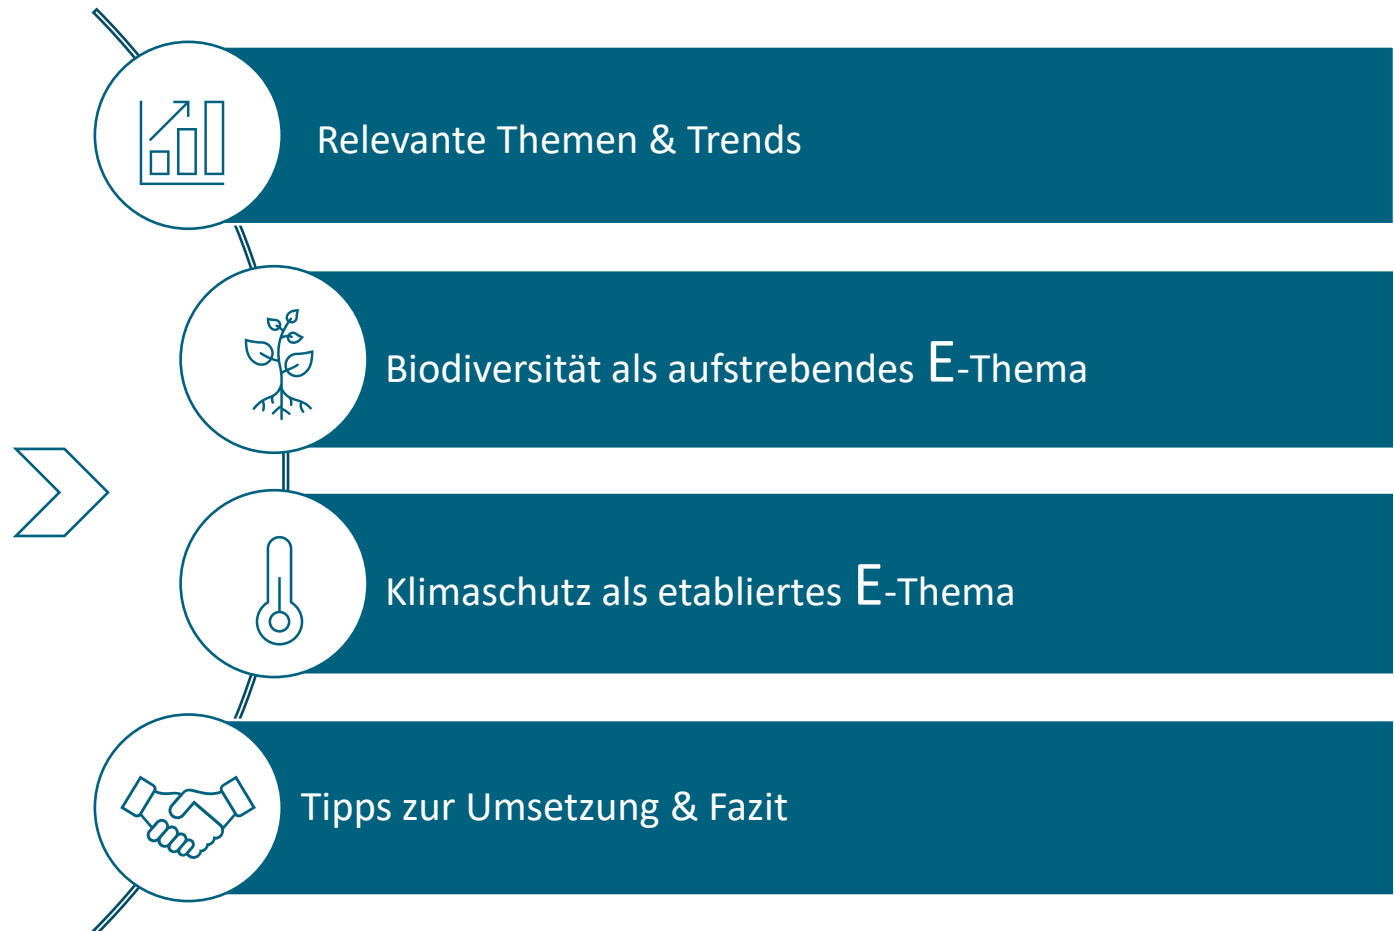 Relevante Themen & Trends
Biodiversität als aufstrebendes E-Thema
Klimaschutz als etabliertes E-Thema
Tipps zur Umsetzung & Fazit